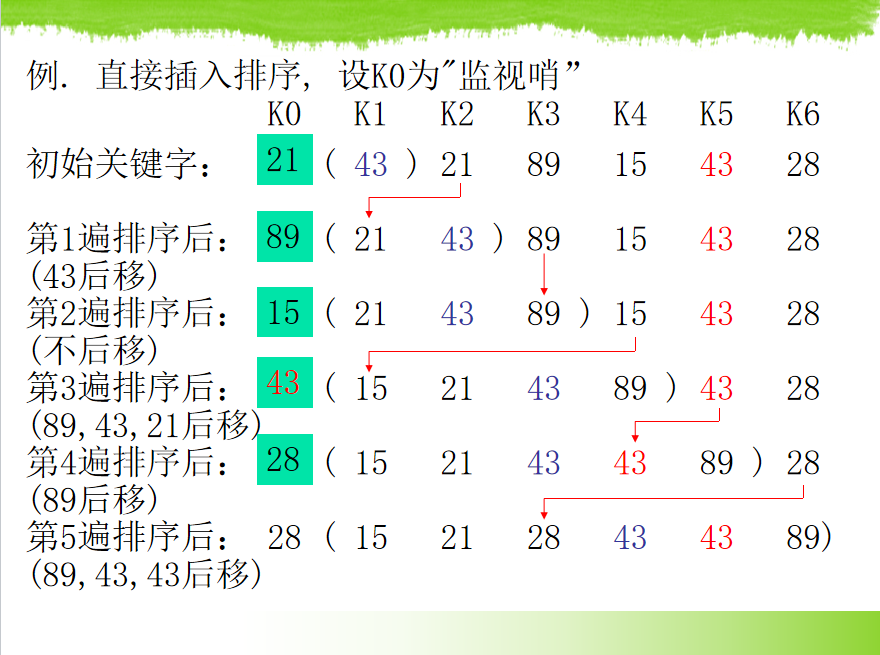 例. 直接插入排序, 设K0为"监视哨”
K0 K1 K2 K3 K4 K5 K6
初始关键字: 21 ( 43 ) 21 89 15 43 28
第1遍排序后: 89 ( 21 43 ) 89 15 43 28
(43后移)
第2遍排序后: 15 ( 21 43 89 ) 15 43 28
(不后移)
第3遍排序后: 43 ( 15 21 43 89 ) 43 28
(89,43,21后移)
第4遍排序后: 28 ( 15 21 43 43 89 ) 28
(89后移)
第5遍排序后: 28 ( 15 21 28 43 43 89)
(89,43,43后移)